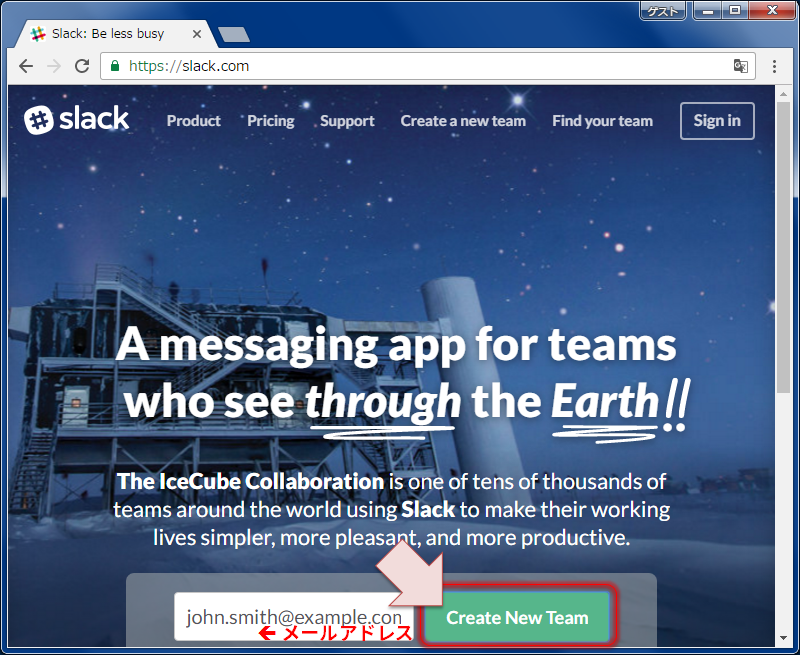 ゲスト
Slack: Be less busy
https://slack.com
slack
Product
Pricing
Support
Create a new team
Find your team
Sign in
A messaging app for teams
who see through the Earth!!
The IceCube Collaboration is one of tens of thousands of
teams around the world using Slack to make their working
lives simpler, more pleasant, and more productive.
john.smith@example.com
Create New Team
← メールアドレス